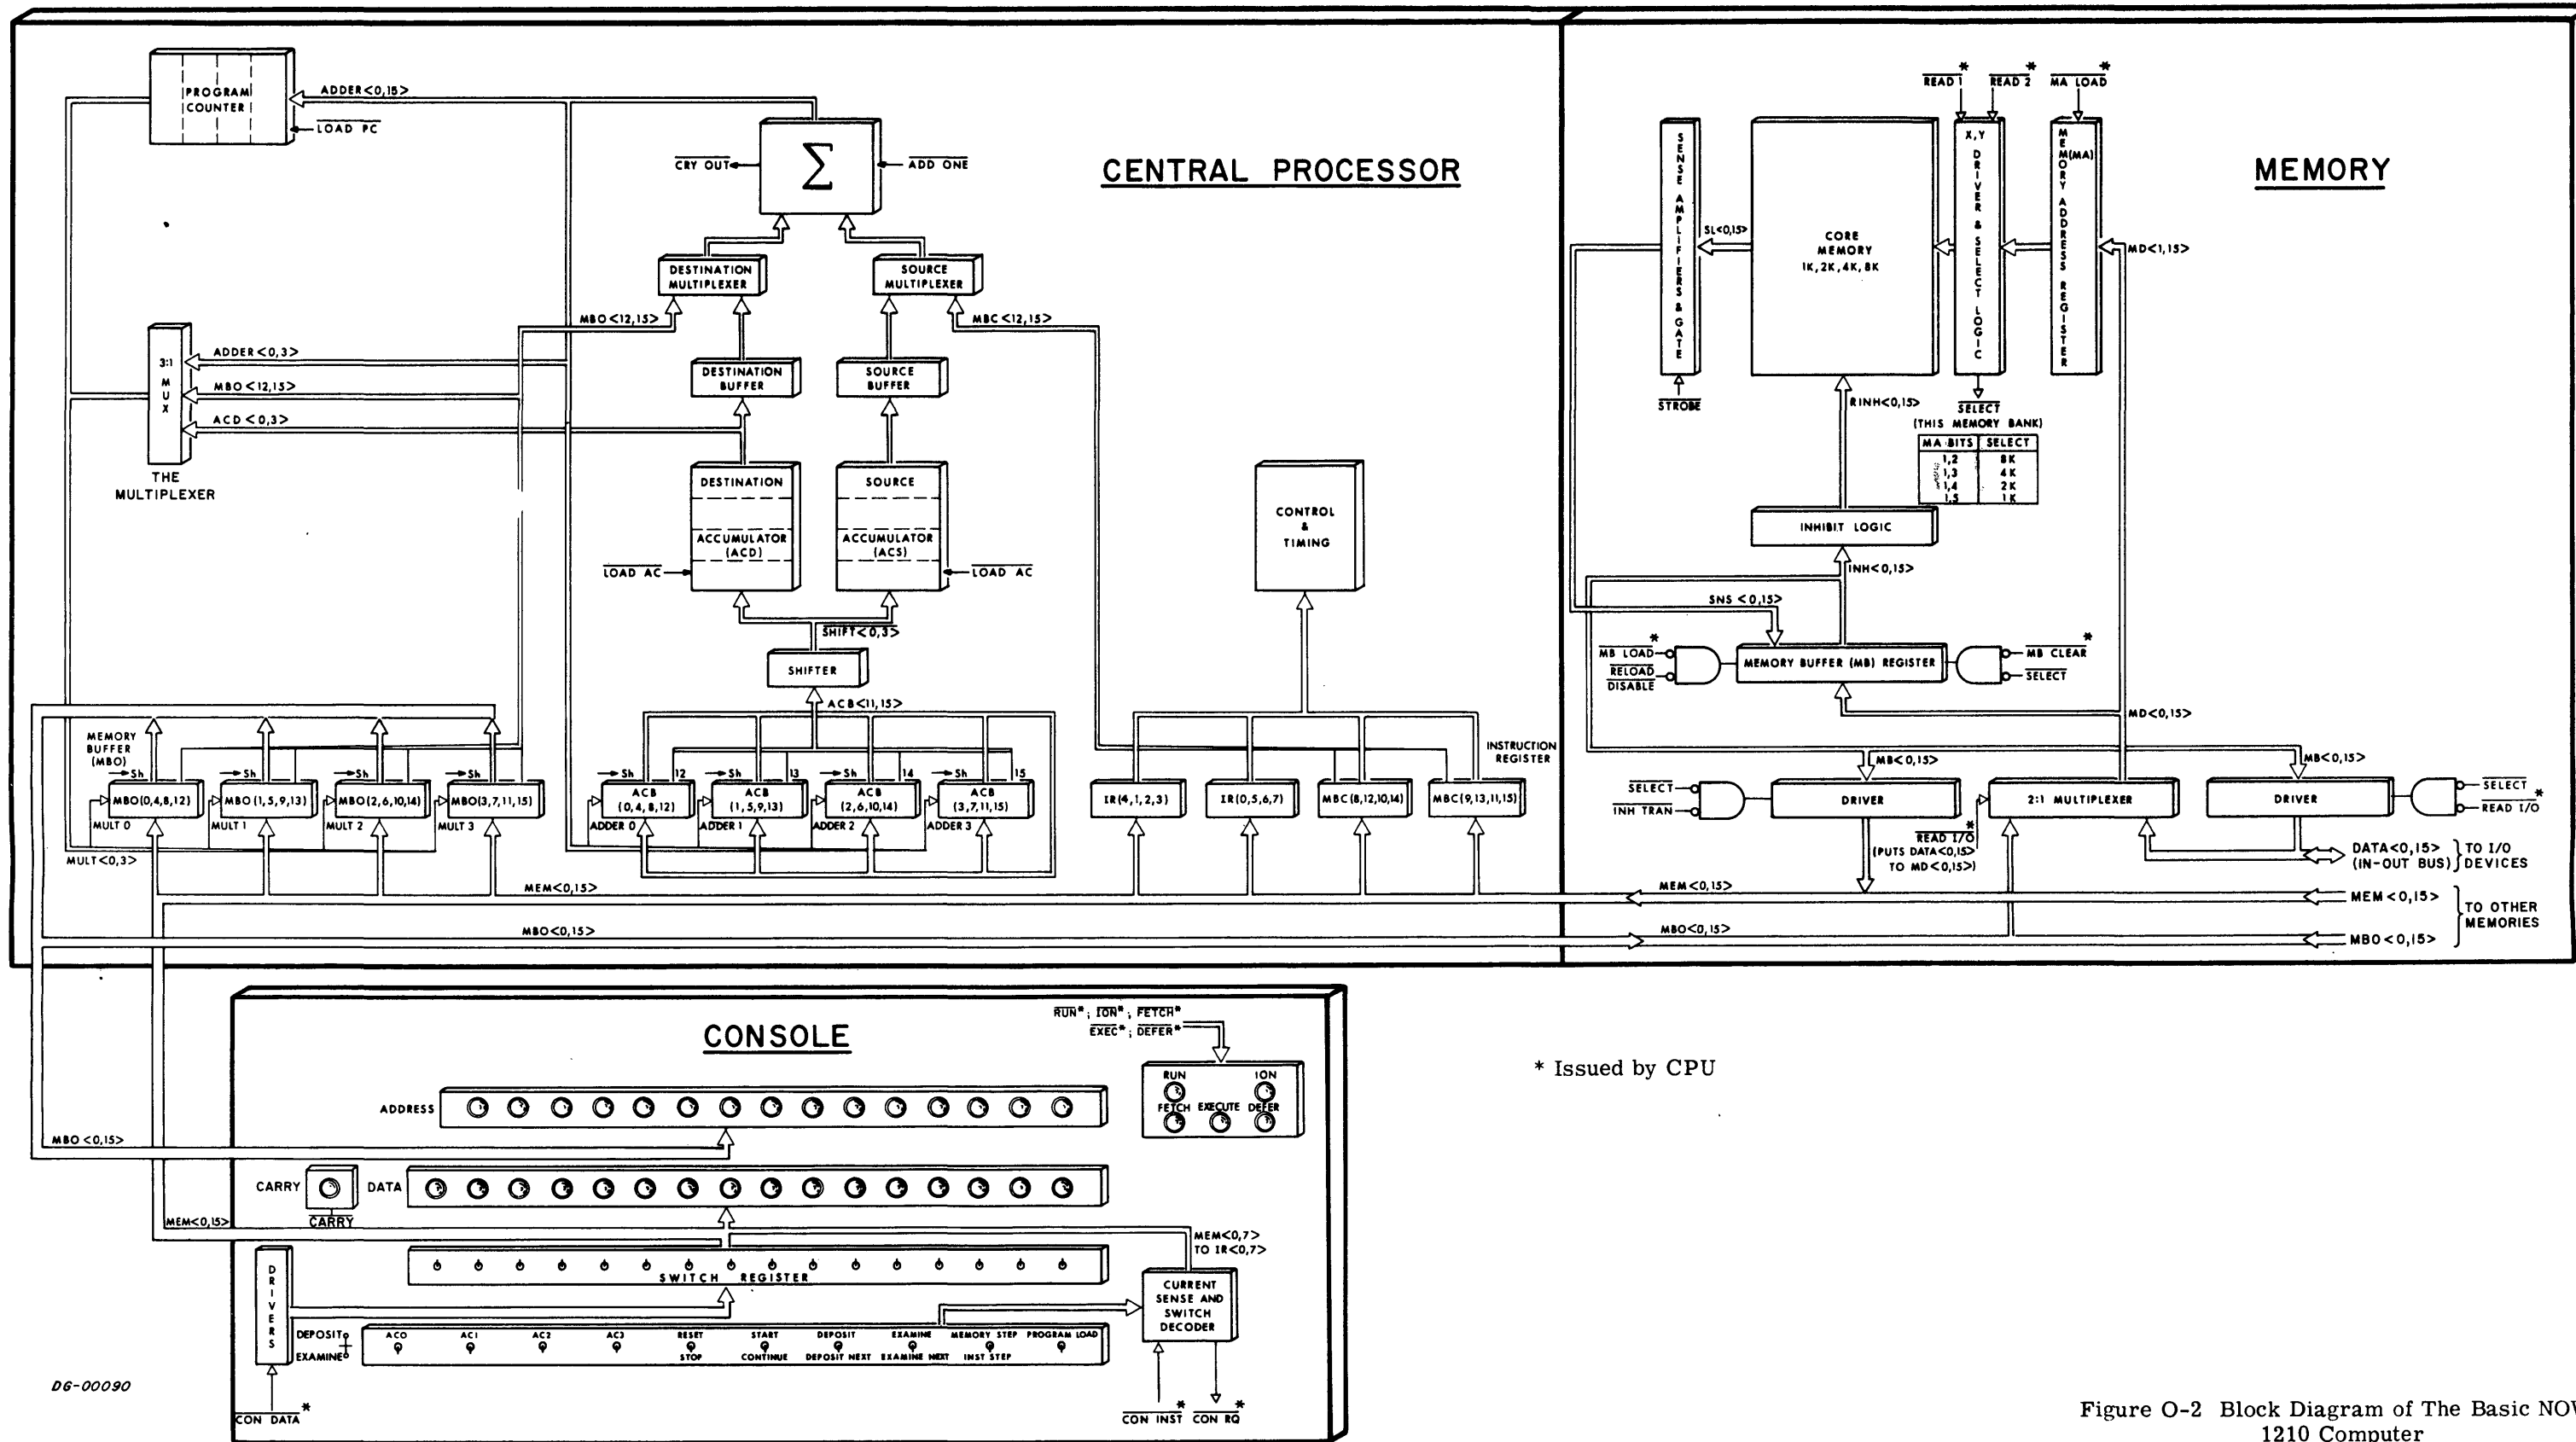 CENTRAL PROCESSOR
PROGRAM
COUNTER
ADDER<0,15>
LOAD PC
CRY OUT
Σ
ADD ONE
DESTINATION
MULTIPLEXER
SOURCE
MULTIPLEXER
MBO<12,15>
MBC<12,15>
3:1
MUX
ADDER<0,3>
MBO<12,15>
ACD<0,3>
THE
MULTIPLEXER
DESTINATION
BUFFER
SOURCE
BUFFER
DESTINATION
ACCUMULATOR
(ACD)
SOURCE
ACCUMULATOR
(ACS)
LOAD AC
LOAD AC
CONTROL
&
TIMING
SHIFT<0,3>
SHIFTER
ACB<11,15>
MEMORY
BUFFER
(MBO)
Sh
Sh
Sh
Sh
MBO(0,4,8,12)
MBO(1,5,9,13)
MBO(2,6,10,14)
MBO(3,7,11,15)
MULT 0
MULT 1
MULT 2
MULT 3
MULT<0,3>
Sh
12
Sh
13
Sh
14
Sh
15
ACB
(0,4,8,12)
ACB
(1,5,9,13)
ACB
(2,6,10,14)
ACB
(3,7,11,15)
ADDER 0
ADDER 1
ADDER 2
ADDER 3
INSTRUCTION
REGISTER
IR(4,1,2,3)
IR(0,5,6,7)
MBC(8,12,10,14)
MBC(9,13,11,15)
MEM<0,15>
MBO<0,15>
MEMORY
READ 1*
READ 2*
MA LOAD*
SENSE AMPLIFIERS & GATE
SL<0,15>
CORE
MEMORY
1K,2K,4K,8K
X,Y DRIVER & SELECT LOGIC
MEMORY ADDRESS REGISTER
(MA)
MD<1,15>
STROBE
RINH<0,15>
SELECT
(THIS MEMORY BANK)
MA BITS SELECT
1,2 8K
1,3 4K
1,4 2K
1,5 1K
INHIBIT LOGIC
INH<0,15>
SNS <0,15>
MB LOAD*
RELOAD
DISABLE
MEMORY BUFFER (MB) REGISTER
MB CLEAR*
SELECT
MD<0,15>
MB<0,15>
MB<0,15>
SELECT
INH TRAN
DRIVER
2:1 MULTIPLEXER
DRIVER
SELECT
READ I/O*
READ I/O*
(PUTS DATA<0,15>
TO MD<0,15>)
DATA<0,15>
(IN-OUT BUS)
TO I/O
DEVICES
MEM<0,15>
MEM<0,15>
MBO<0,15>
MBO<0,15>
TO OTHER
MEMORIES
CONSOLE
RUN*; ION*; FETCH*
EXEC*; DEFER*
RUN ION
FETCH EXECUTE DEFER
ADDRESS
MBO<0,15>
CARRY
CARRY
DATA
MEM<0,15>
MEM<0,7>
TO IR<0,7>
SWITCH REGISTER
DRIVERS
CURRENT
SENSE AND
SWITCH
DECODER
DEPOSIT
EXAMINE
AC0 AC1 AC2 AC3 RESET START DEPOSIT EXAMINE MEMORY STEP PROGRAM LOAD
STOP CONTINUE DEPOSIT NEXT EXAMINE NEXT INST STEP
CON DATA*
CON INST*
CON RQ*
* Issued by CPU
DG-00090
Figure O-2 Block Diagram of The Basic NOV
1210 Computer